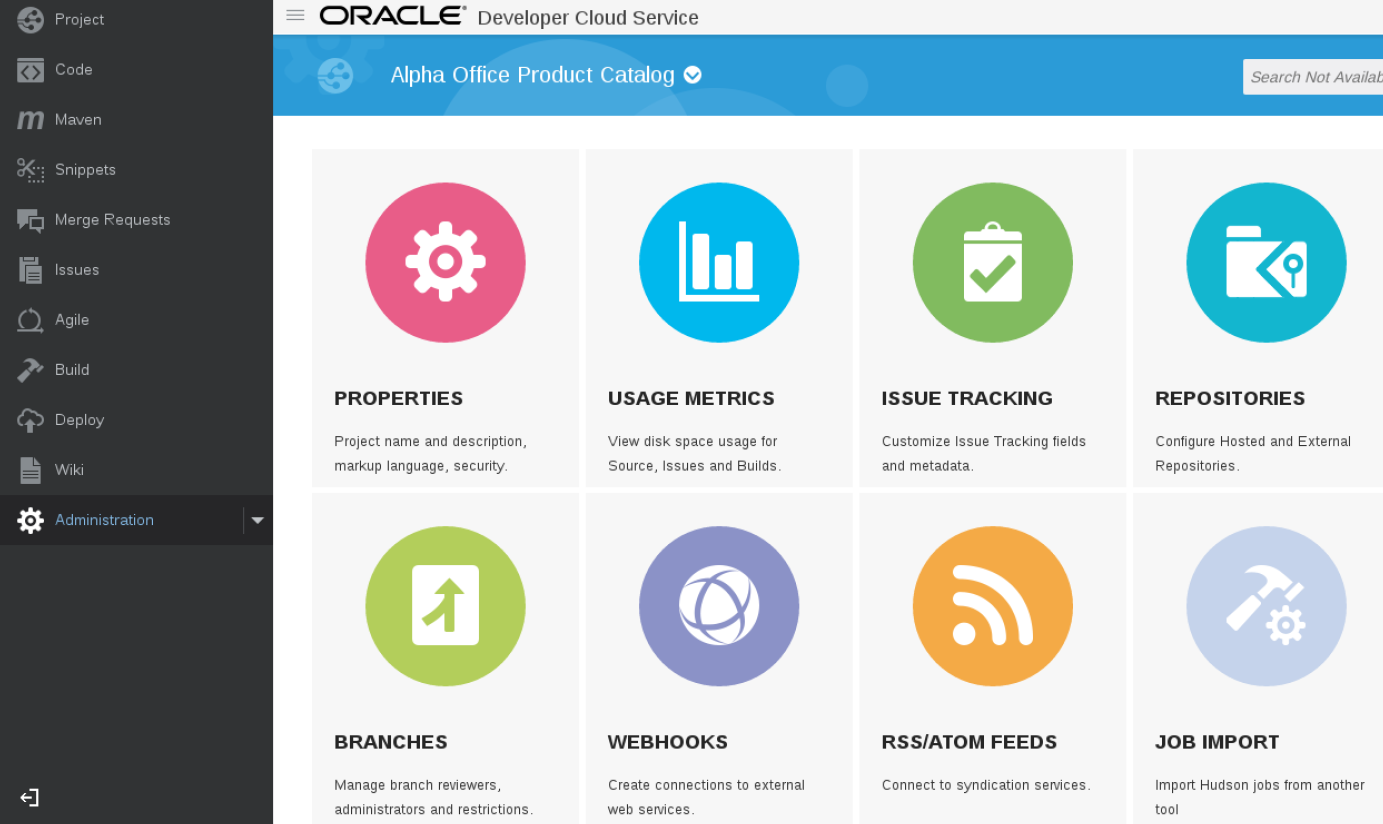 Project
Code
Maven
Snippets
Merge Requests
Issues
Agile
Build
Deploy
Wiki
Administration
ORACLE® Developer Cloud Service
Alpha Office Product Catalog
Search Not Availab
PROPERTIES
Project name and description,
markup language, security.
USAGE METRICS
View disk space usage for
Source, Issues and Builds.
ISSUE TRACKING
Customize Issue Tracking fields
and metadata.
REPOSITORIES
Configure Hosted and External
Repositories.
BRANCHES
Manage branch reviewers,
administrators and restrictions.
WEBHOOKS
Create connections to external
web services.
RSS/ATOM FEEDS
Connect to syndication services.
JOB IMPORT
Import Hudson jobs from another
tool